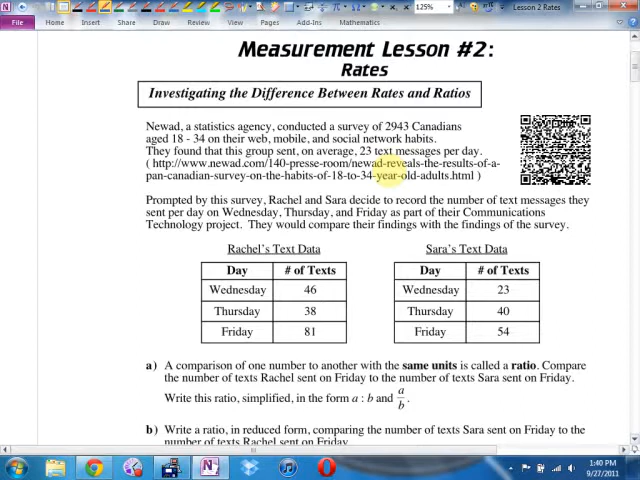 125%
Lesson 2 Rates
File
Home
Insert
Share
Draw
Review
View
Pages
Add-Ins
Mathematics
Measurement Lesson #2:
Rates
Investigating the Difference Between Rates and Ratios
Newad, a statistics agency, conducted a survey of 2943 Canadians
aged 18 - 34 on their web, mobile, and social network habits.
They found that this group sent, on average, 23 text messages per day.
( http://www.newad.com/140-presse-room/newad-reveals-the-results-of-a-
pan-canadian-survey-on-the-habits-of-18-to-34-year-old-adults.html )
Prompted by this survey, Rachel and Sara decide to record the number of text messages they
sent per day on Wednesday, Thursday, and Friday as part of their Communications
Technology project. They would compare their findings with the findings of the survey.
Rachel's Text Data
Day # of Texts
Wednesday 46
Thursday 38
Friday 81
Sara's Text Data
Day # of Texts
Wednesday 23
Thursday 40
Friday 54
a) A comparison of one number to another with the same units is called a ratio. Compare
the number of texts Rachel sent on Friday to the number of texts Sara sent on Friday.
Write this ratio, simplified, in the form a : b and a/b.
b) Write a ratio, in reduced form, comparing the number of texts Sara sent on Friday to the
number of texts Rachel sent on Friday.
1:40 PM
9/27/2011